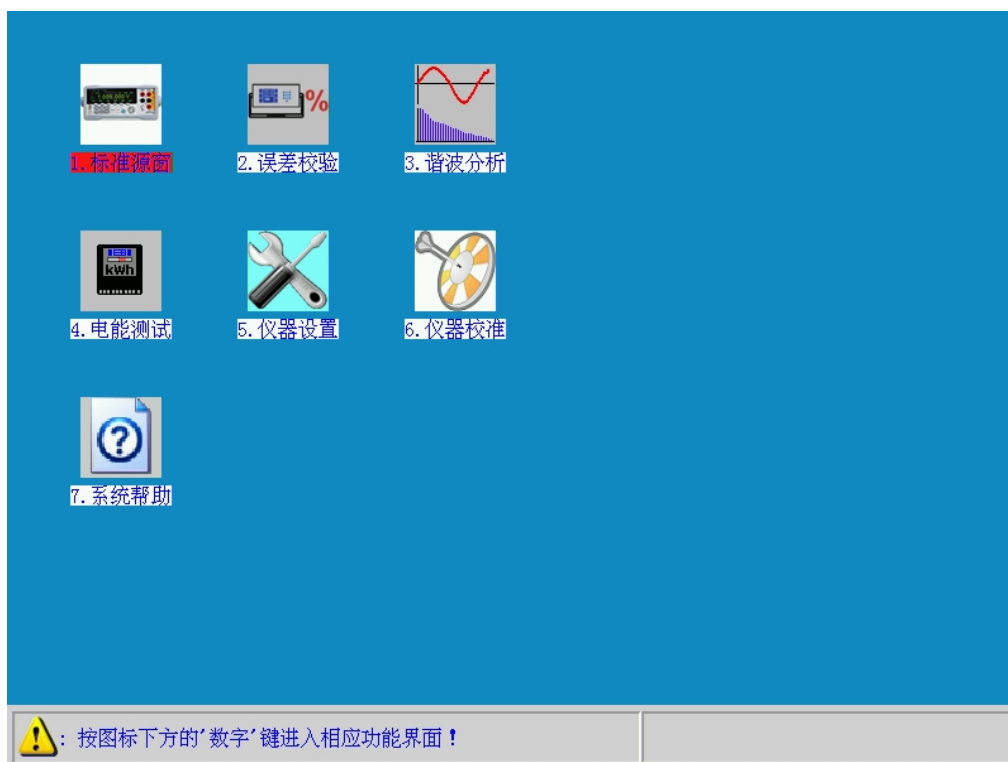 1.标准源窗
2.误差校验
3.谐波分析
%
kWh
4.电能测试
5.仪器设置
6.仪器校准
7.系统帮助
: 按图标下方的'数字'键进入相应功能界面!